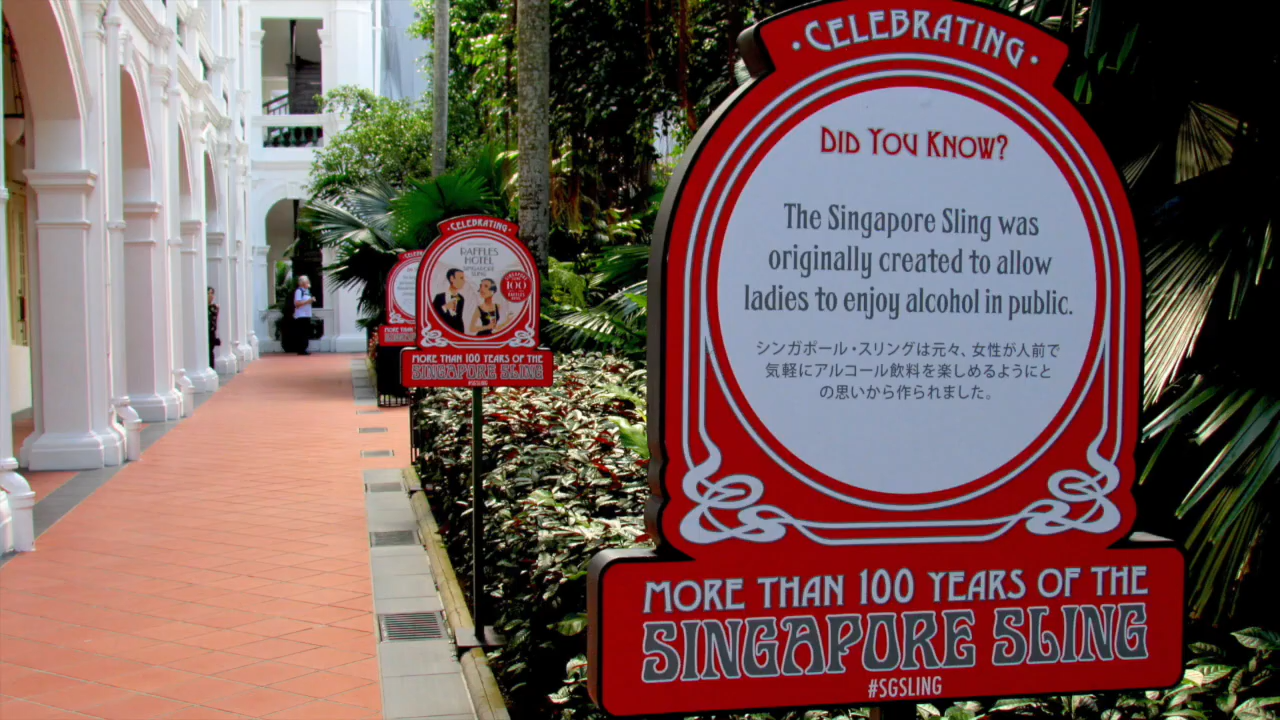 CELEBRATING
DID YOU KNOW?
The Singapore Sling was
originally created to allow
ladies to enjoy alcohol in public.
シンガポール・スリングは元々、女性が人前で
気軽にアルコール飲料を楽しめるようにと
の思いから作られました。
MORE THAN 100 YEARS OF THE
SINGAPORE SLING
#SGSLING
CELEBRATING
RAFFLES
HOTEL
SINGAPORE
SLING
100
MORE THAN 100 YEARS OF THE
SINGAPORE SLING
#SGSLING